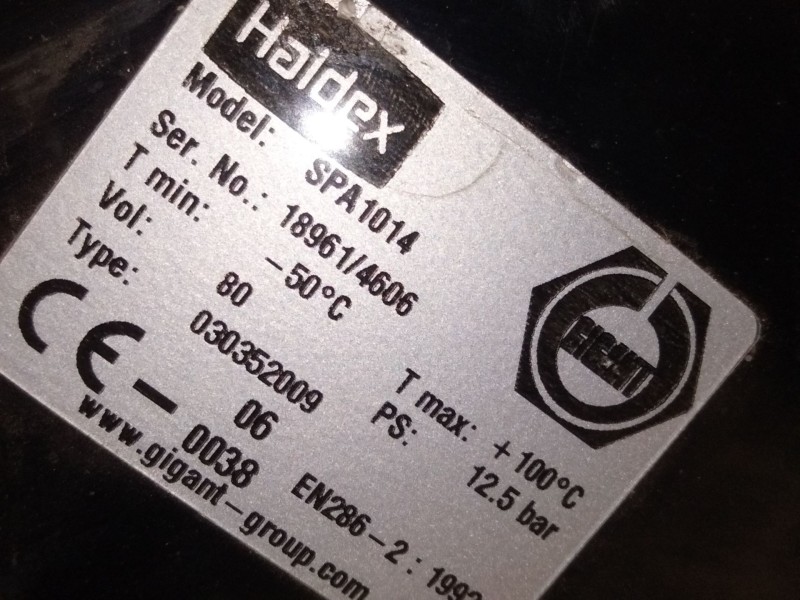 Haldex
Model: SPA1014
Ser. No.: 18961/4606
T min: -50°C
Vol: 80
Type: 030352009
GIGANT
T max: +100°C
PS: 12.5 bar
CE - 06
0038 EN286-2: 1992
www.gigant-group.com